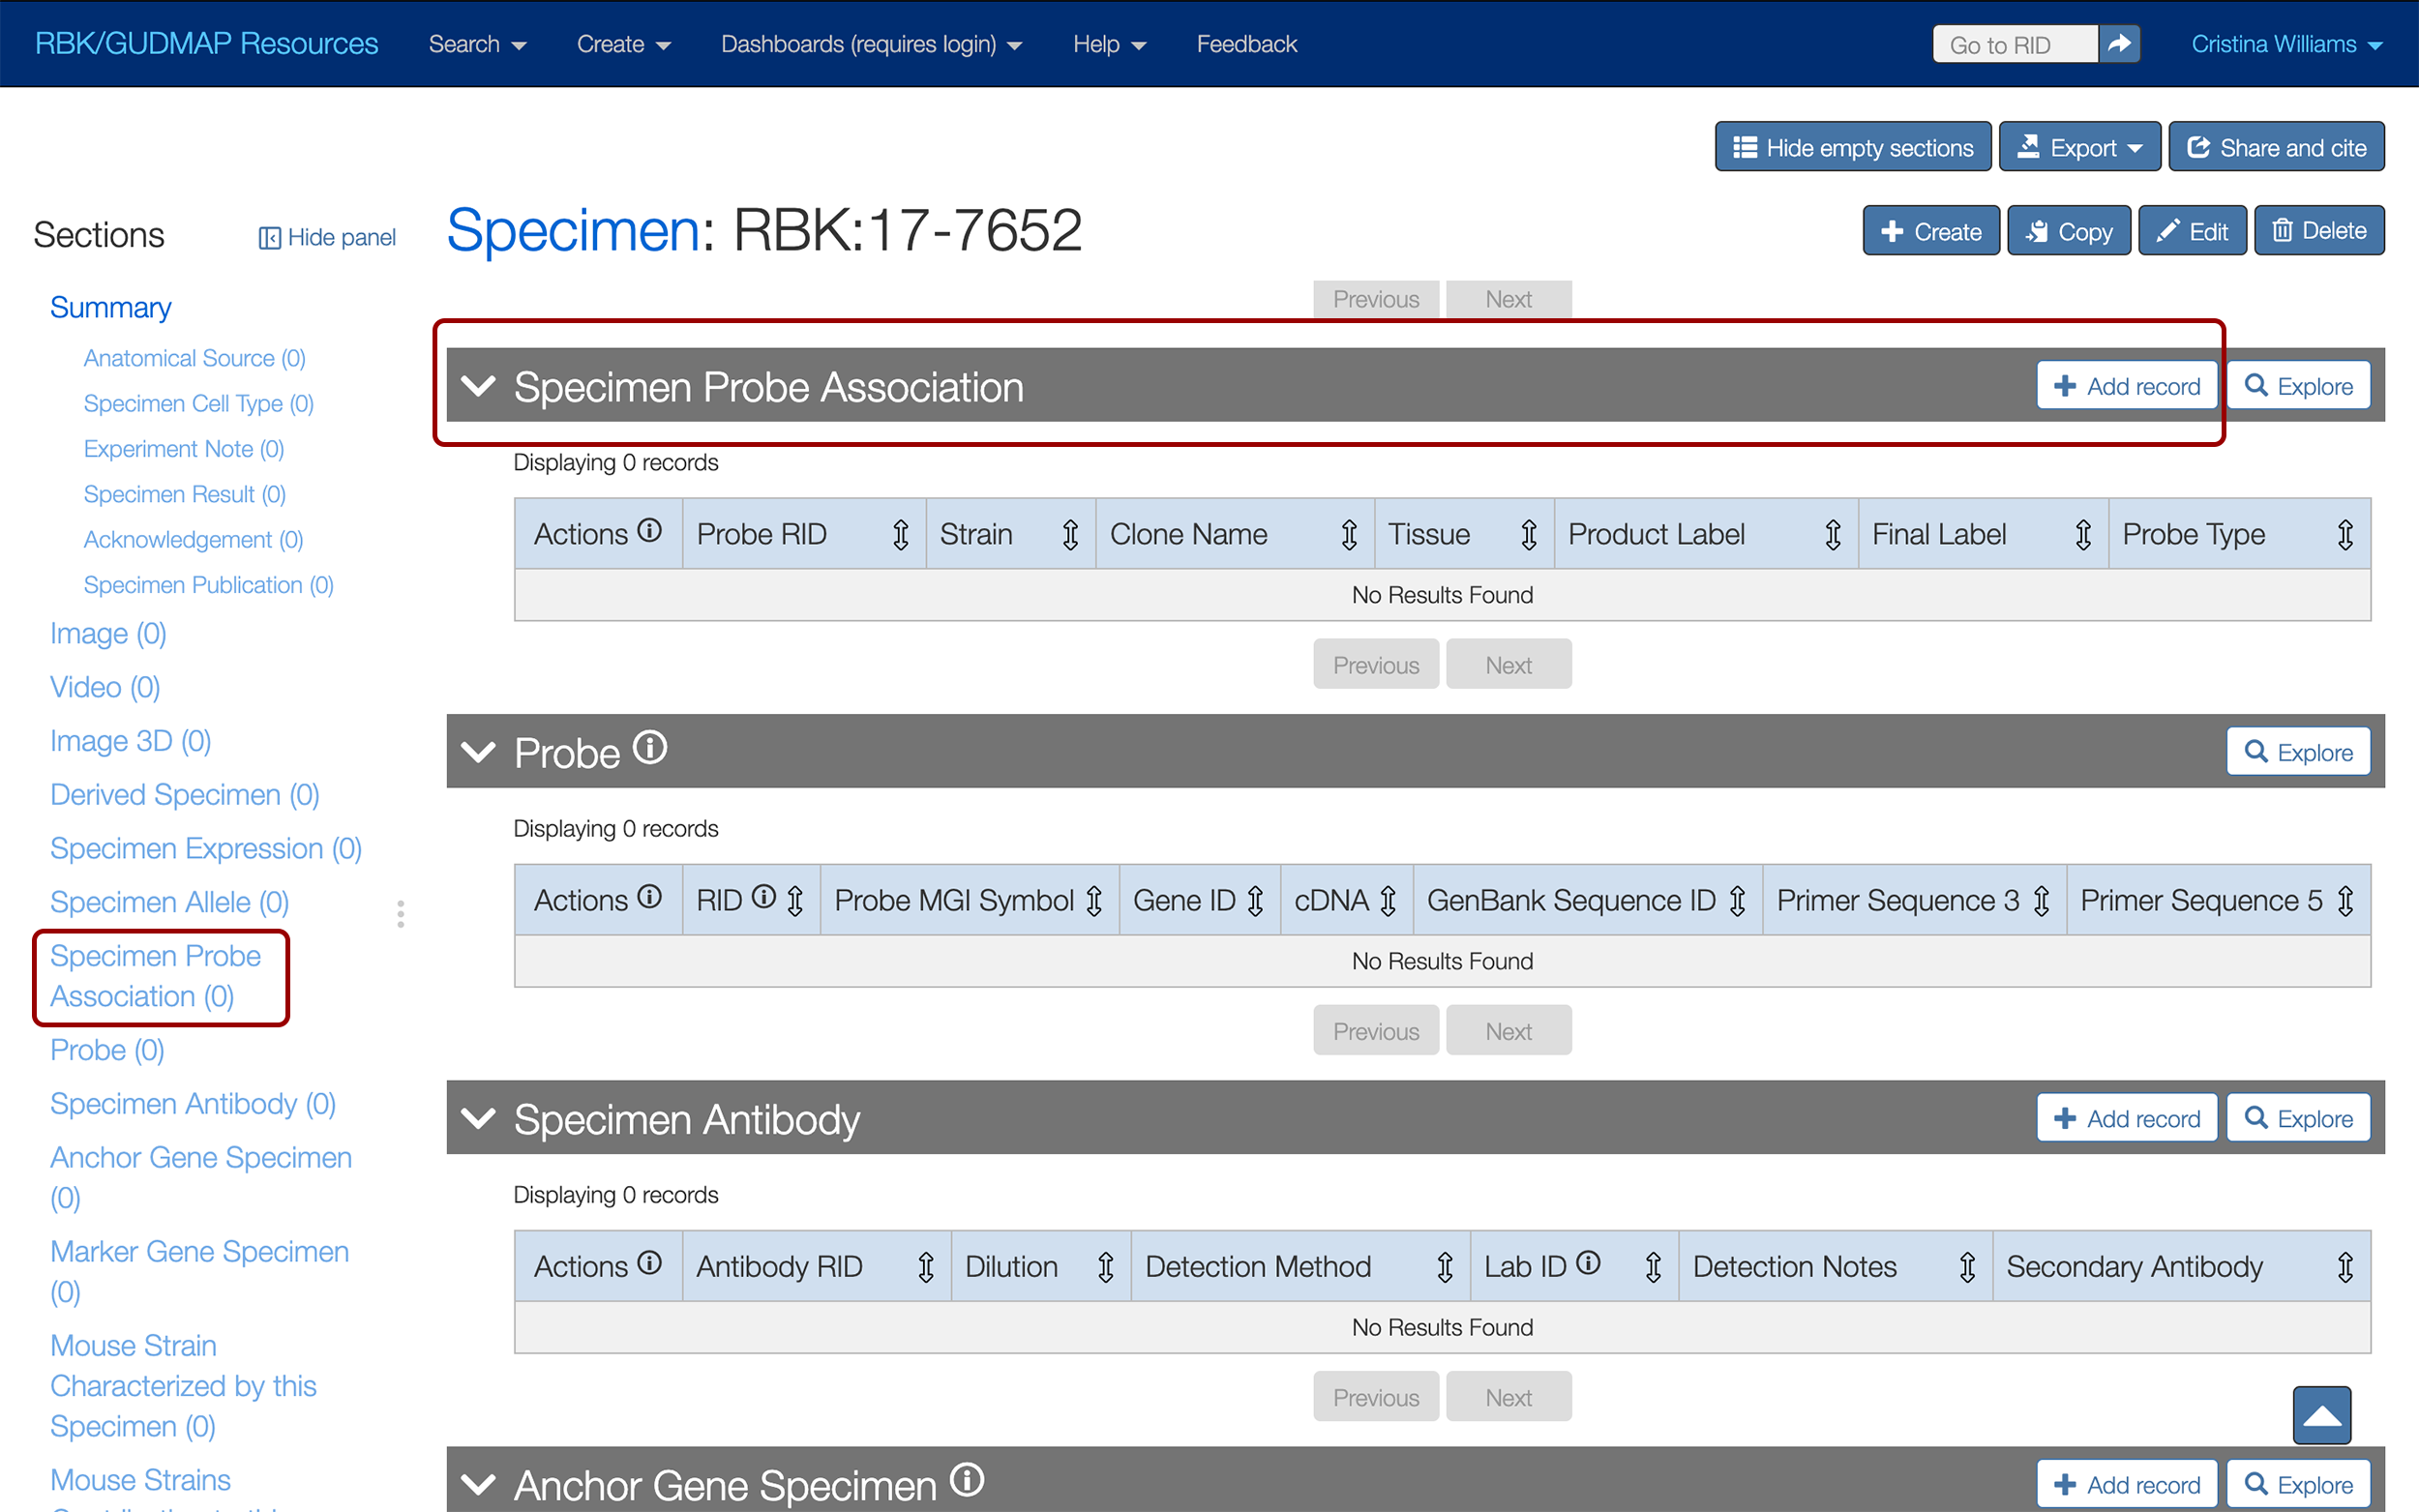 RBK/GUDMAP Resources Search Create Dashboards (requires login) Help Feedback Go to RID Cristina Williams
Hide empty sections Export Share and cite
Sections Hide panel Specimen: RBK:17-7652 Create Copy Edit Delete
Summary
Anatomical Source (0)
Specimen Cell Type (0)
Experiment Note (0)
Specimen Result (0)
Acknowledgement (0)
Specimen Publication (0)
Image (0)
Video (0)
Image 3D (0)
Derived Specimen (0)
Specimen Expression (0)
Specimen Allele (0)
Specimen Probe
Association (0)
Probe (0)
Specimen Antibody (0)
Anchor Gene Specimen
(0)
Marker Gene Specimen
(0)
Mouse Strain
Characterized by this
Specimen (0)
Mouse Strains
Previous Next
Specimen Probe Association Add record Explore
Displaying 0 records
Actions Probe RID Strain Clone Name Tissue Product Label Final Label Probe Type
No Results Found
Previous Next
Probe Explore
Displaying 0 records
Actions RID Probe MGI Symbol Gene ID cDNA GenBank Sequence ID Primer Sequence 3 Primer Sequence 5
No Results Found
Previous Next
Specimen Antibody Add record Explore
Displaying 0 records
Actions Antibody RID Dilution Detection Method Lab ID Detection Notes Secondary Antibody
No Results Found
Previous Next
Anchor Gene Specimen Add record Explore